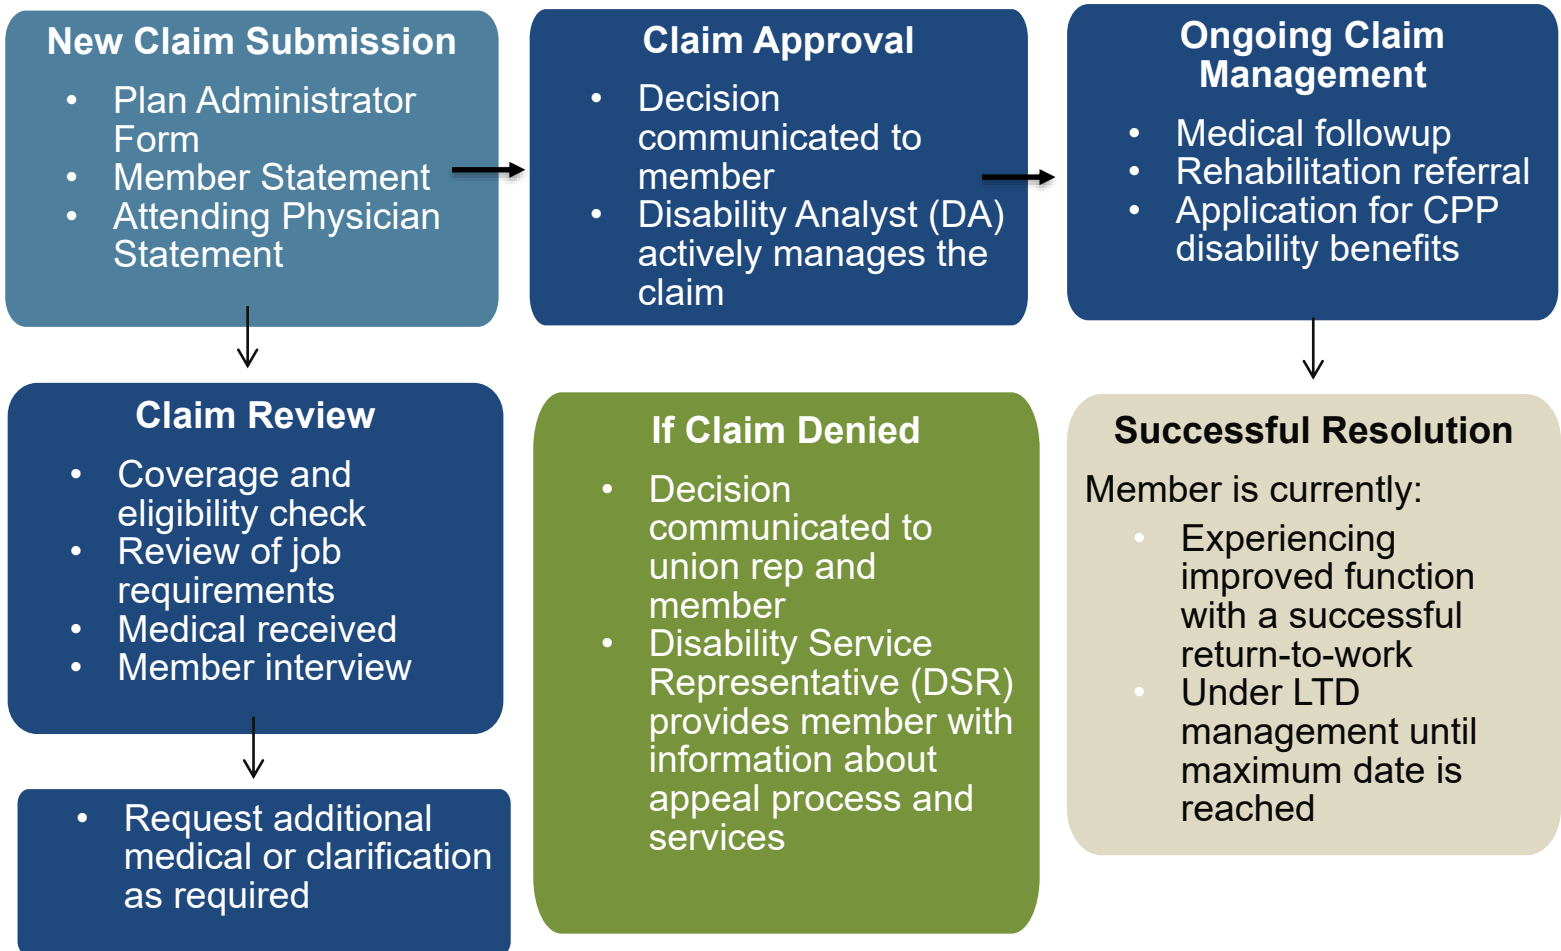 New Claim Submission
• Plan Administrator
Form
• Member Statement
• Attending Physician
Statement
Claim Approval
• Decision
communicated to
member
• Disability Analyst (DA)
actively manages the
claim
Ongoing Claim
Management
• Medical followup
• Rehabilitation referral
• Application for CPP
disability benefits
Claim Review
• Coverage and
eligibility check
• Review of job
requirements
• Medical received
• Member interview
• Request additional
medical or clarification
as required
If Claim Denied
• Decision
communicated to
union rep and
member
• Disability Service
Representative (DSR)
provides member with
information about
appeal process and
services
Successful Resolution
Member is currently:
• Experiencing
improved function
with a successful
return-to-work
• Under LTD
management until
maximum date is
reached